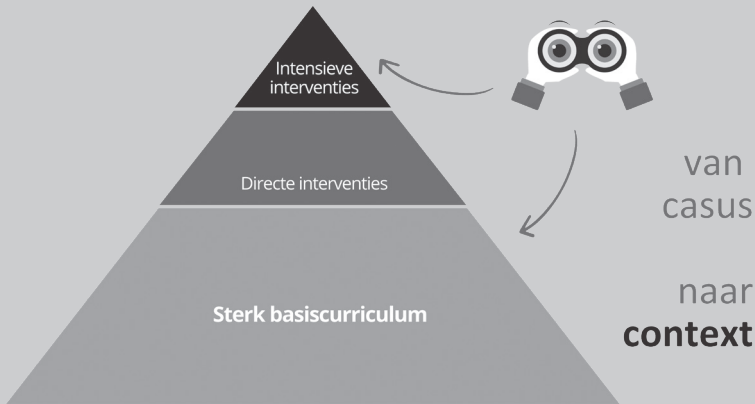 Intensieve
interventies
Directe interventies
Sterk basiscurriculum
van
casus
naar
context